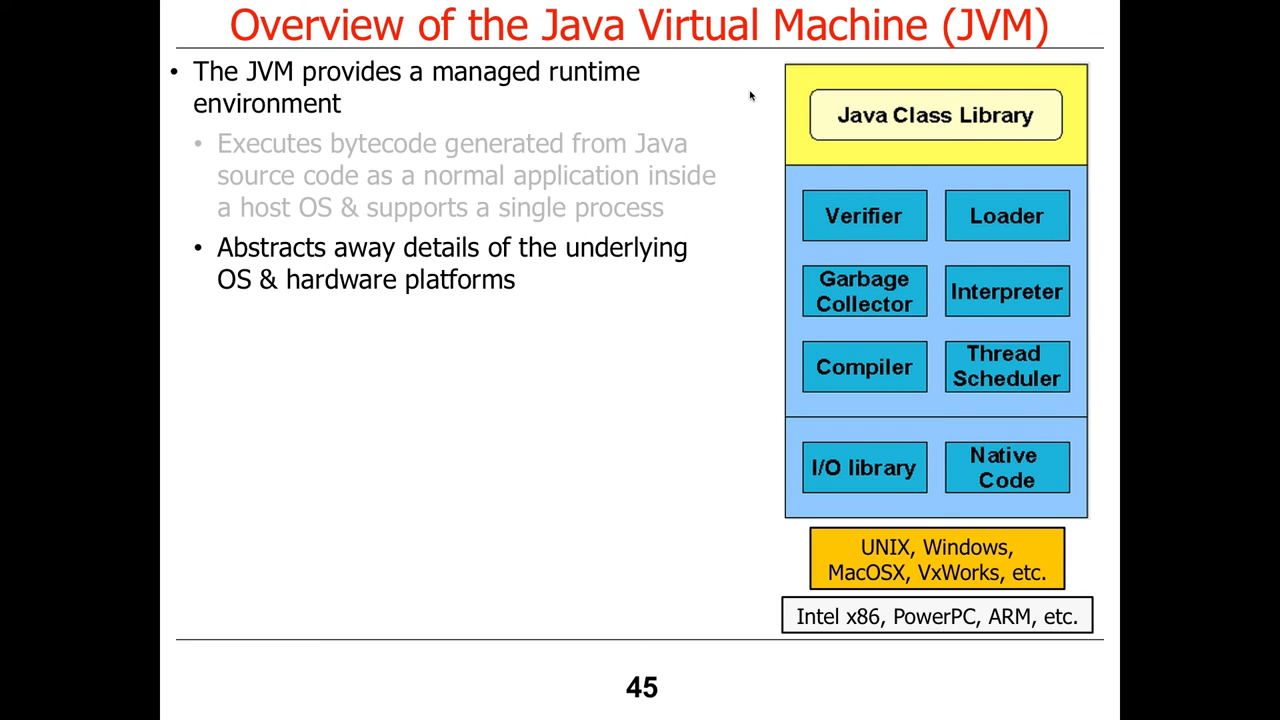 Overview of the Java Virtual Machine (JVM)
• The JVM provides a managed runtime
environment
• Executes bytecode generated from Java
source code as a normal application inside
a host OS & supports a single process
• Abstracts away details of the underlying
OS & hardware platforms
Java Class Library
Verifier
Loader
Garbage
Collector
Interpreter
Compiler
Thread
Scheduler
I/O library
Native
Code
UNIX, Windows,
MacOSX, VxWorks, etc.
Intel x86, PowerPC, ARM, etc.
45